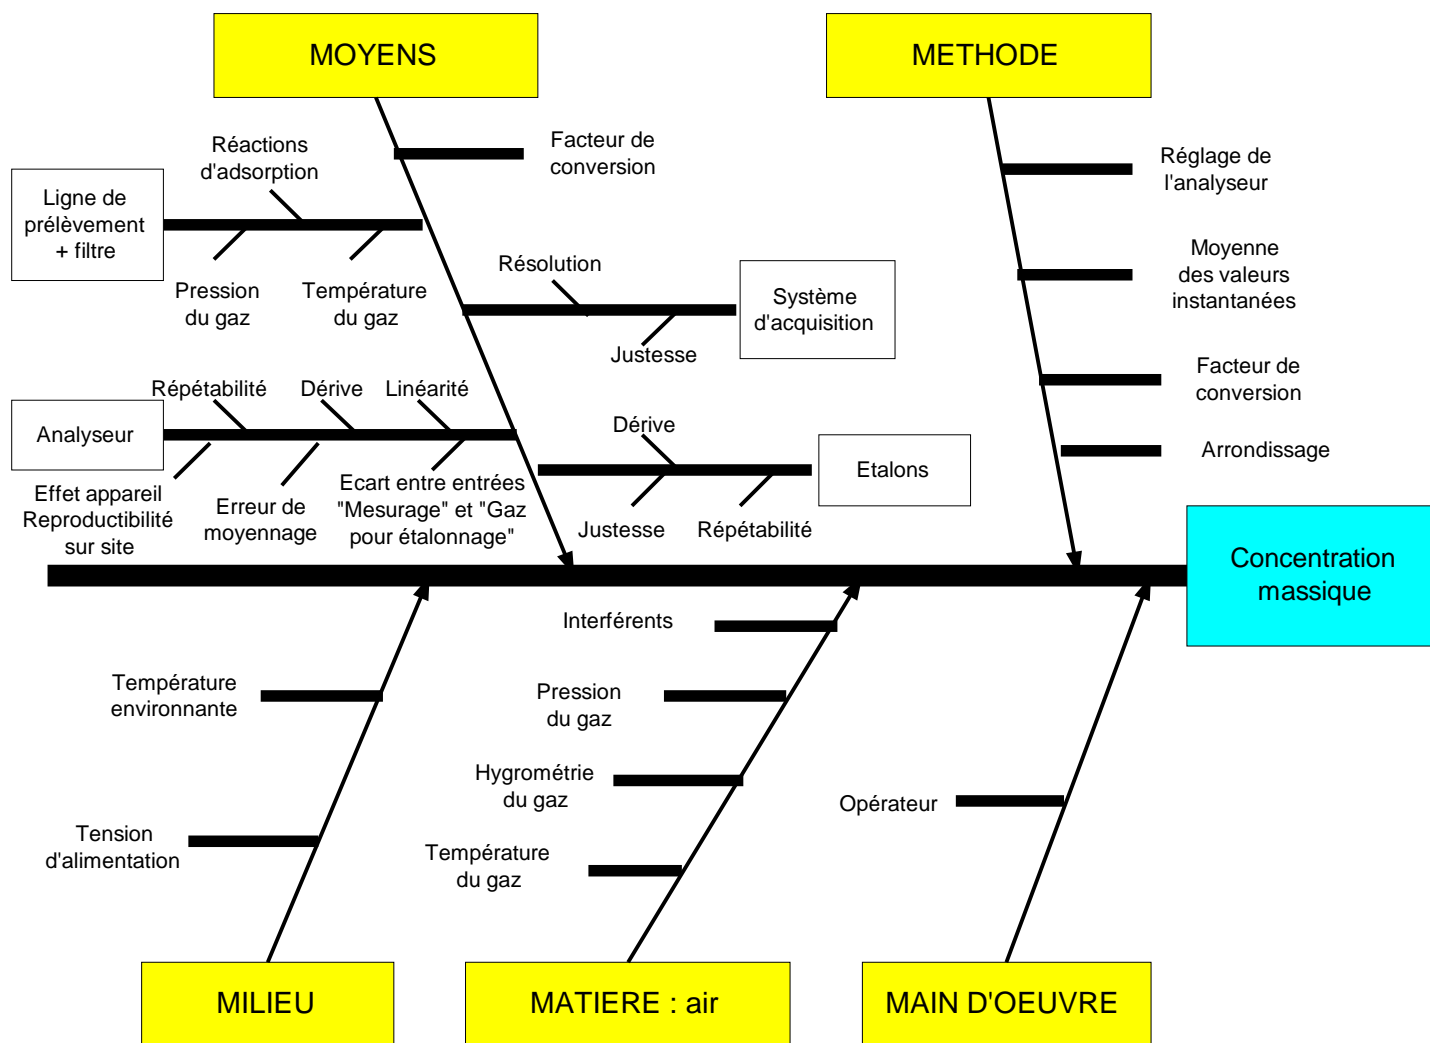 MOYENS
METHODE
Réactions
d'adsorption
Facteur de
conversion
Réglage de
l'analyseur
Ligne de
prélèvement
+ filtre
Pression
du gaz
Température
du gaz
Résolution
Système
d'acquisition
Justesse
Moyenne
des valeurs
instantanées
Facteur de
conversion
Répétabilité
Dérive
Linéarité
Analyseur
Effet appareil
Reproductibilité
sur site
Erreur de
moyennage
Ecart entre entrées
"Mesurage" et "Gaz
pour étalonnage"
Dérive
Etalons
Justesse
Répétabilité
Arrondissage
Concentration
massique
Interférents
Température
environnante
Pression
du gaz
Hygrométrie
du gaz
Opérateur
Tension
d'alimentation
Température
du gaz
MILIEU
MATIERE : air
MAIN D'OEUVRE